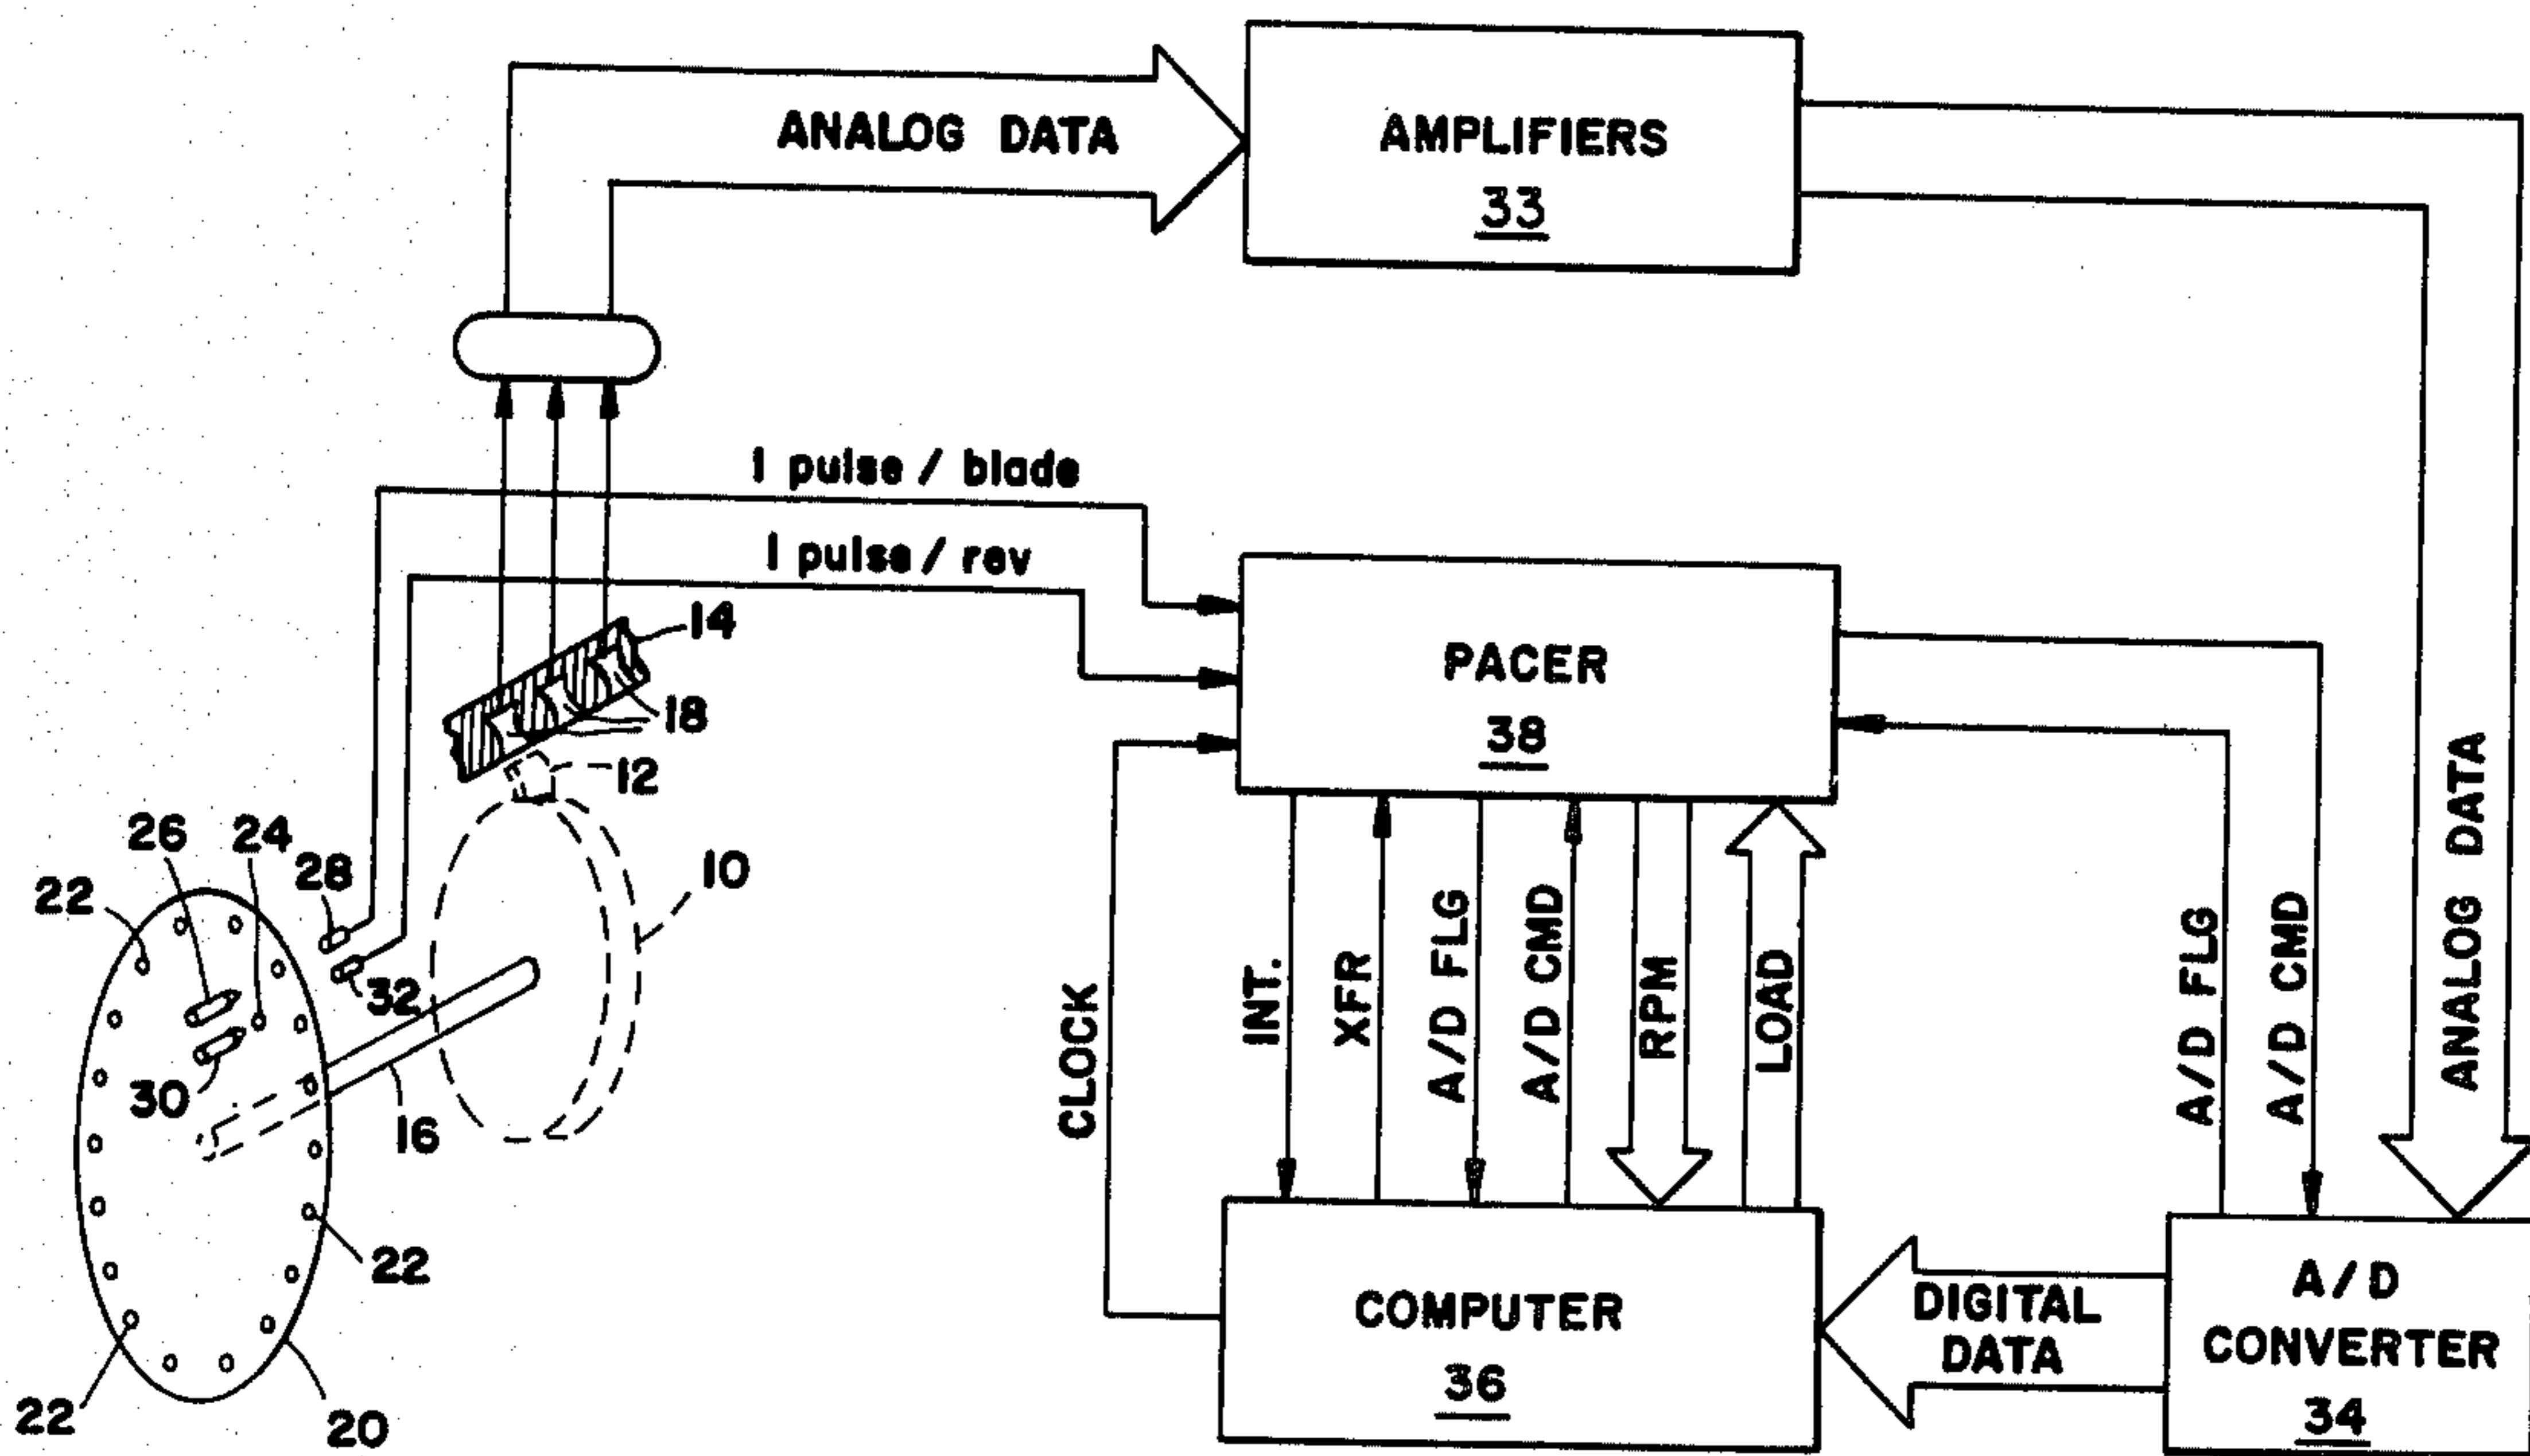 ANALOG DATA
AMPLIFIERS
33
1 pulse / blade
1 pulse / rev
14
18
12
PACER
38
26
24
28
22
10
32
30
16
22
22
20
CLOCK
INT.
XFR
A/D FLG
A/D CMD
RPM
LOAD
A/D FLG
A/D CMD
ANALOG DATA
COMPUTER
36
DIGITAL
DATA
A/D
CONVERTER
34